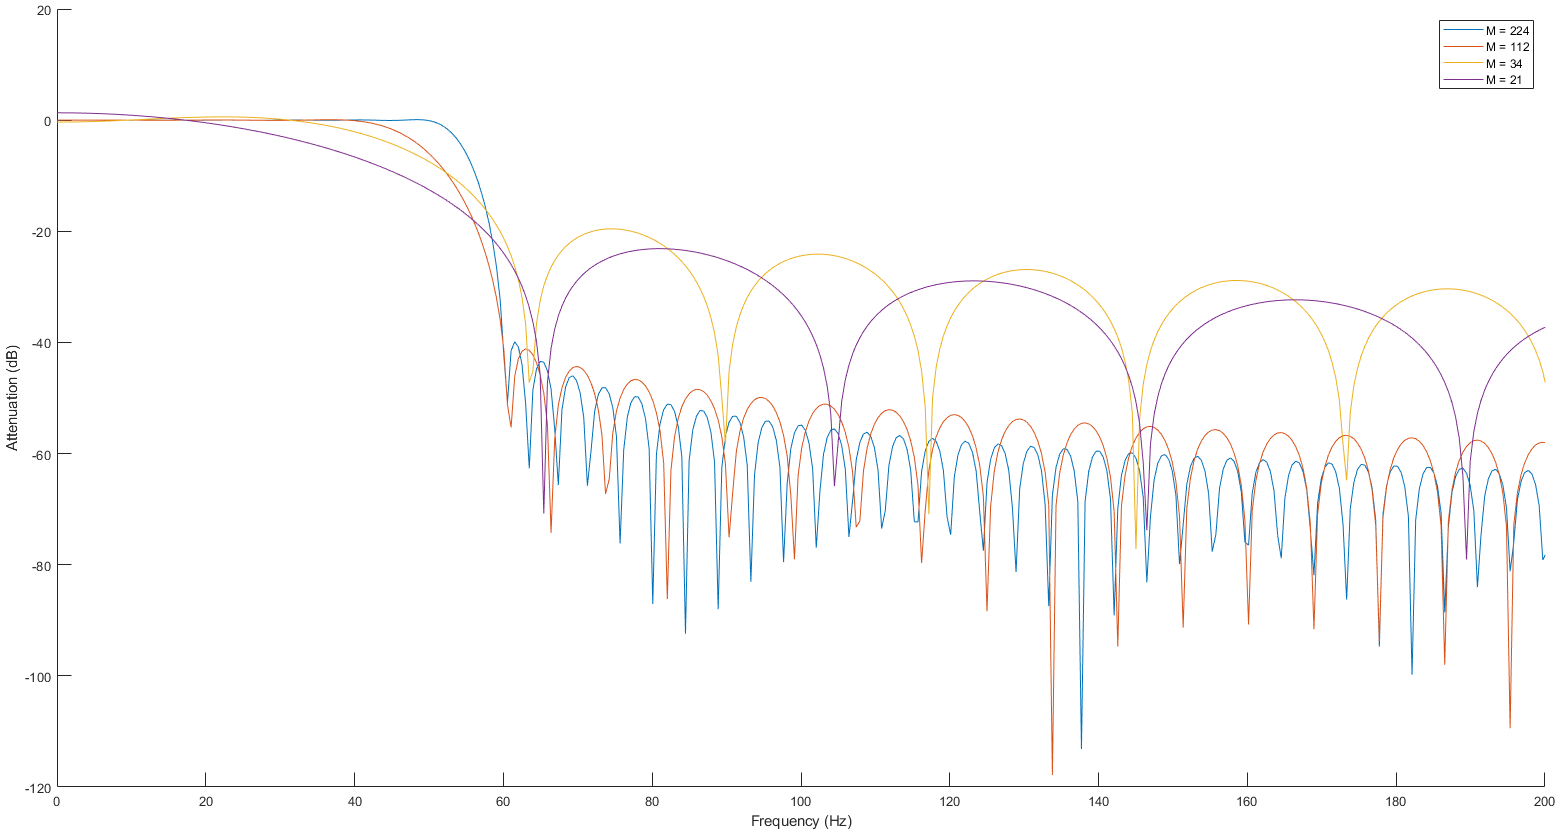 20
0
-20
-40
-60
-80
-100
-120
Attenuation (dB)
0 20 40 60 80 100 120 140 160 180 200
Frequency (Hz)
M = 224
M = 112
M = 34
M = 21